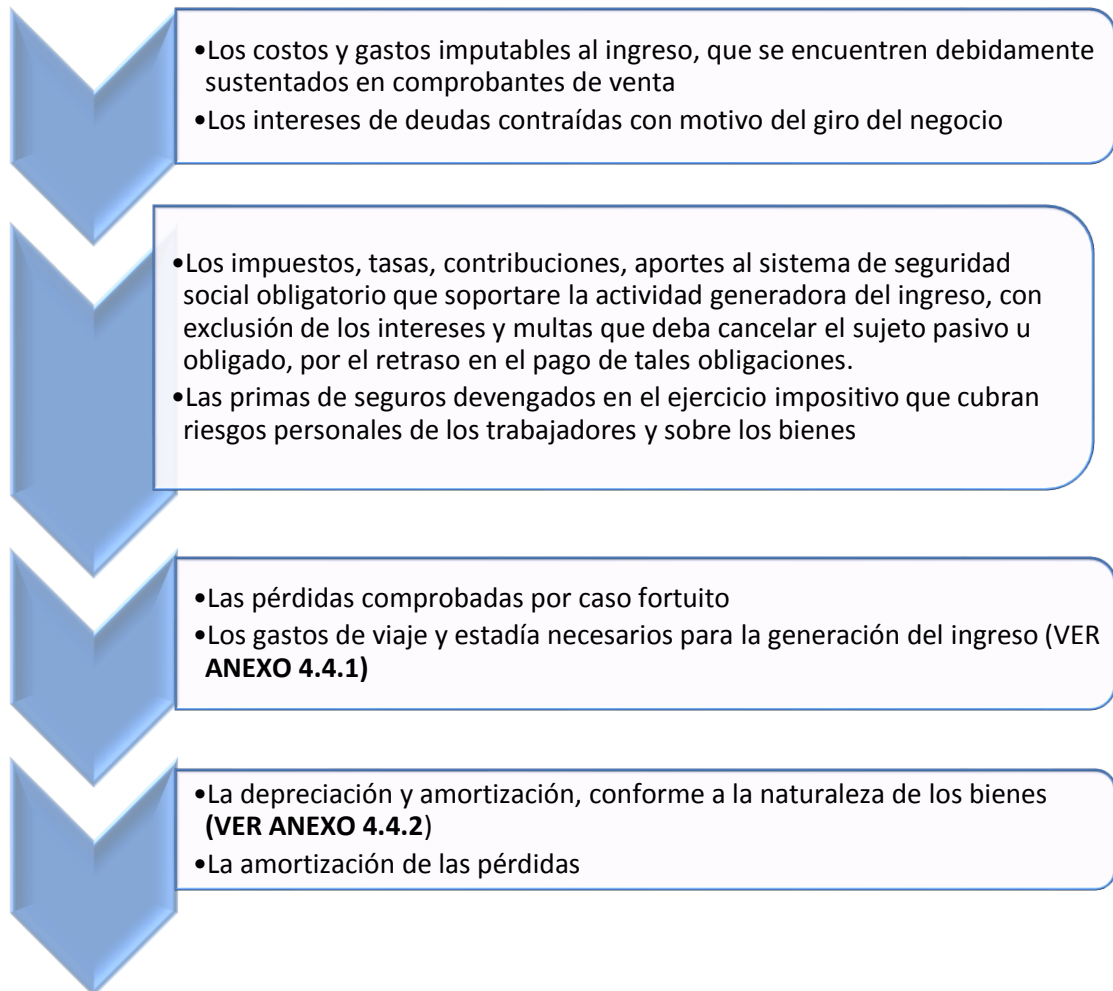 •Los costos y gastos imputables al ingreso, que se encuentren debidamente
sustentados en comprobantes de venta
•Los intereses de deudas contraídas con motivo del giro del negocio
•Los impuestos, tasas, contribuciones, aportes al sistema de seguridad
social obligatorio que soportare la actividad generadora del ingreso, con
exclusión de los intereses y multas que deba cancelar el sujeto pasivo u
obligado, por el retraso en el pago de tales obligaciones.
•Las primas de seguros devengados en el ejercicio impositivo que cubran
riesgos personales de los trabajadores y sobre los bienes
•Las pérdidas comprobadas por caso fortuito
•Los gastos de viaje y estadía necesarios para la generación del ingreso (VER
ANEXO 4.4.1)
•La depreciación y amortización, conforme a la naturaleza de los bienes
(VER ANEXO 4.4.2)
•La amortización de las pérdidas